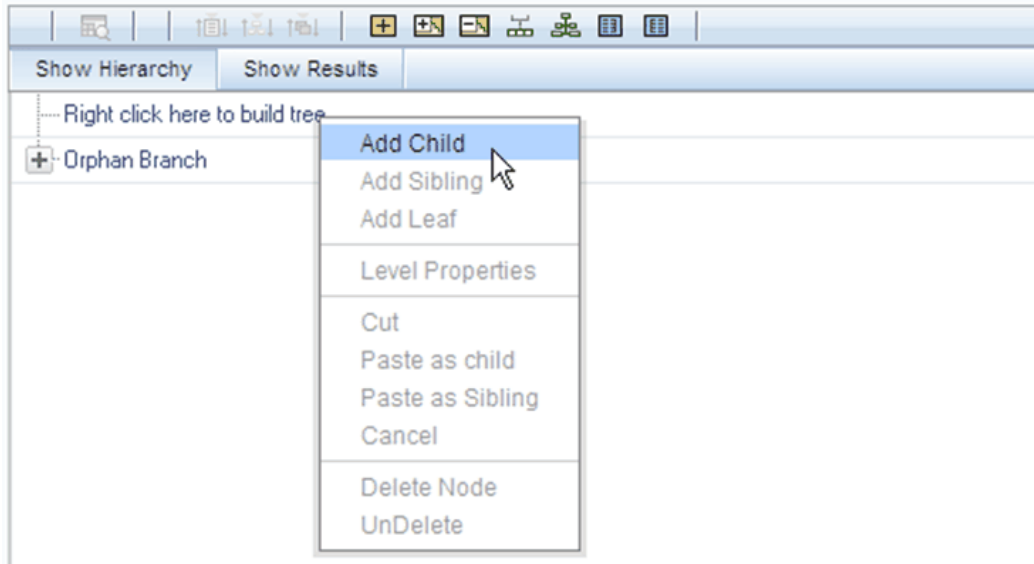 Show Hierarchy Show Results
Right click here to build tree
Orphan Branch
Add Child
Add Sibling
Add Leaf
Level Properties
Cut
Paste as child
Paste as Sibling
Cancel
Delete Node
UnDelete